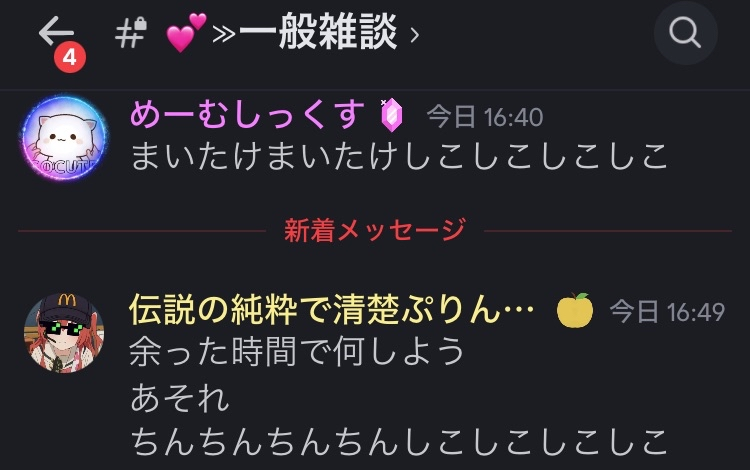 4
💕≫一般雑談 ›
めーむしっくす 今日 16:40
まいたけまいたけしこしこしこしこ
新着メッセージ
伝説の純粋で清楚ぷりん… 今日 16:49
余った時間で何しよう
あそれ
ちんちんちんちんしこしこしこしこ